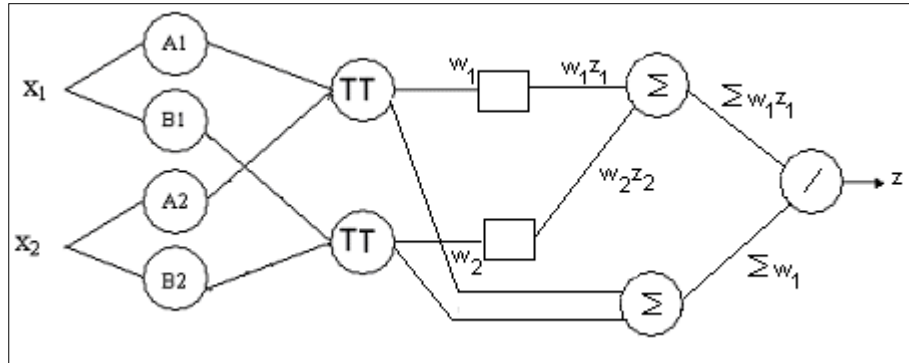 X₁
A1
B1
X₂
A2
B2
TT
TT
w₁
w₂
w₁z₁
w₂z₂
Σ
Σ
Σw₁z₁
Σw₁
/
z